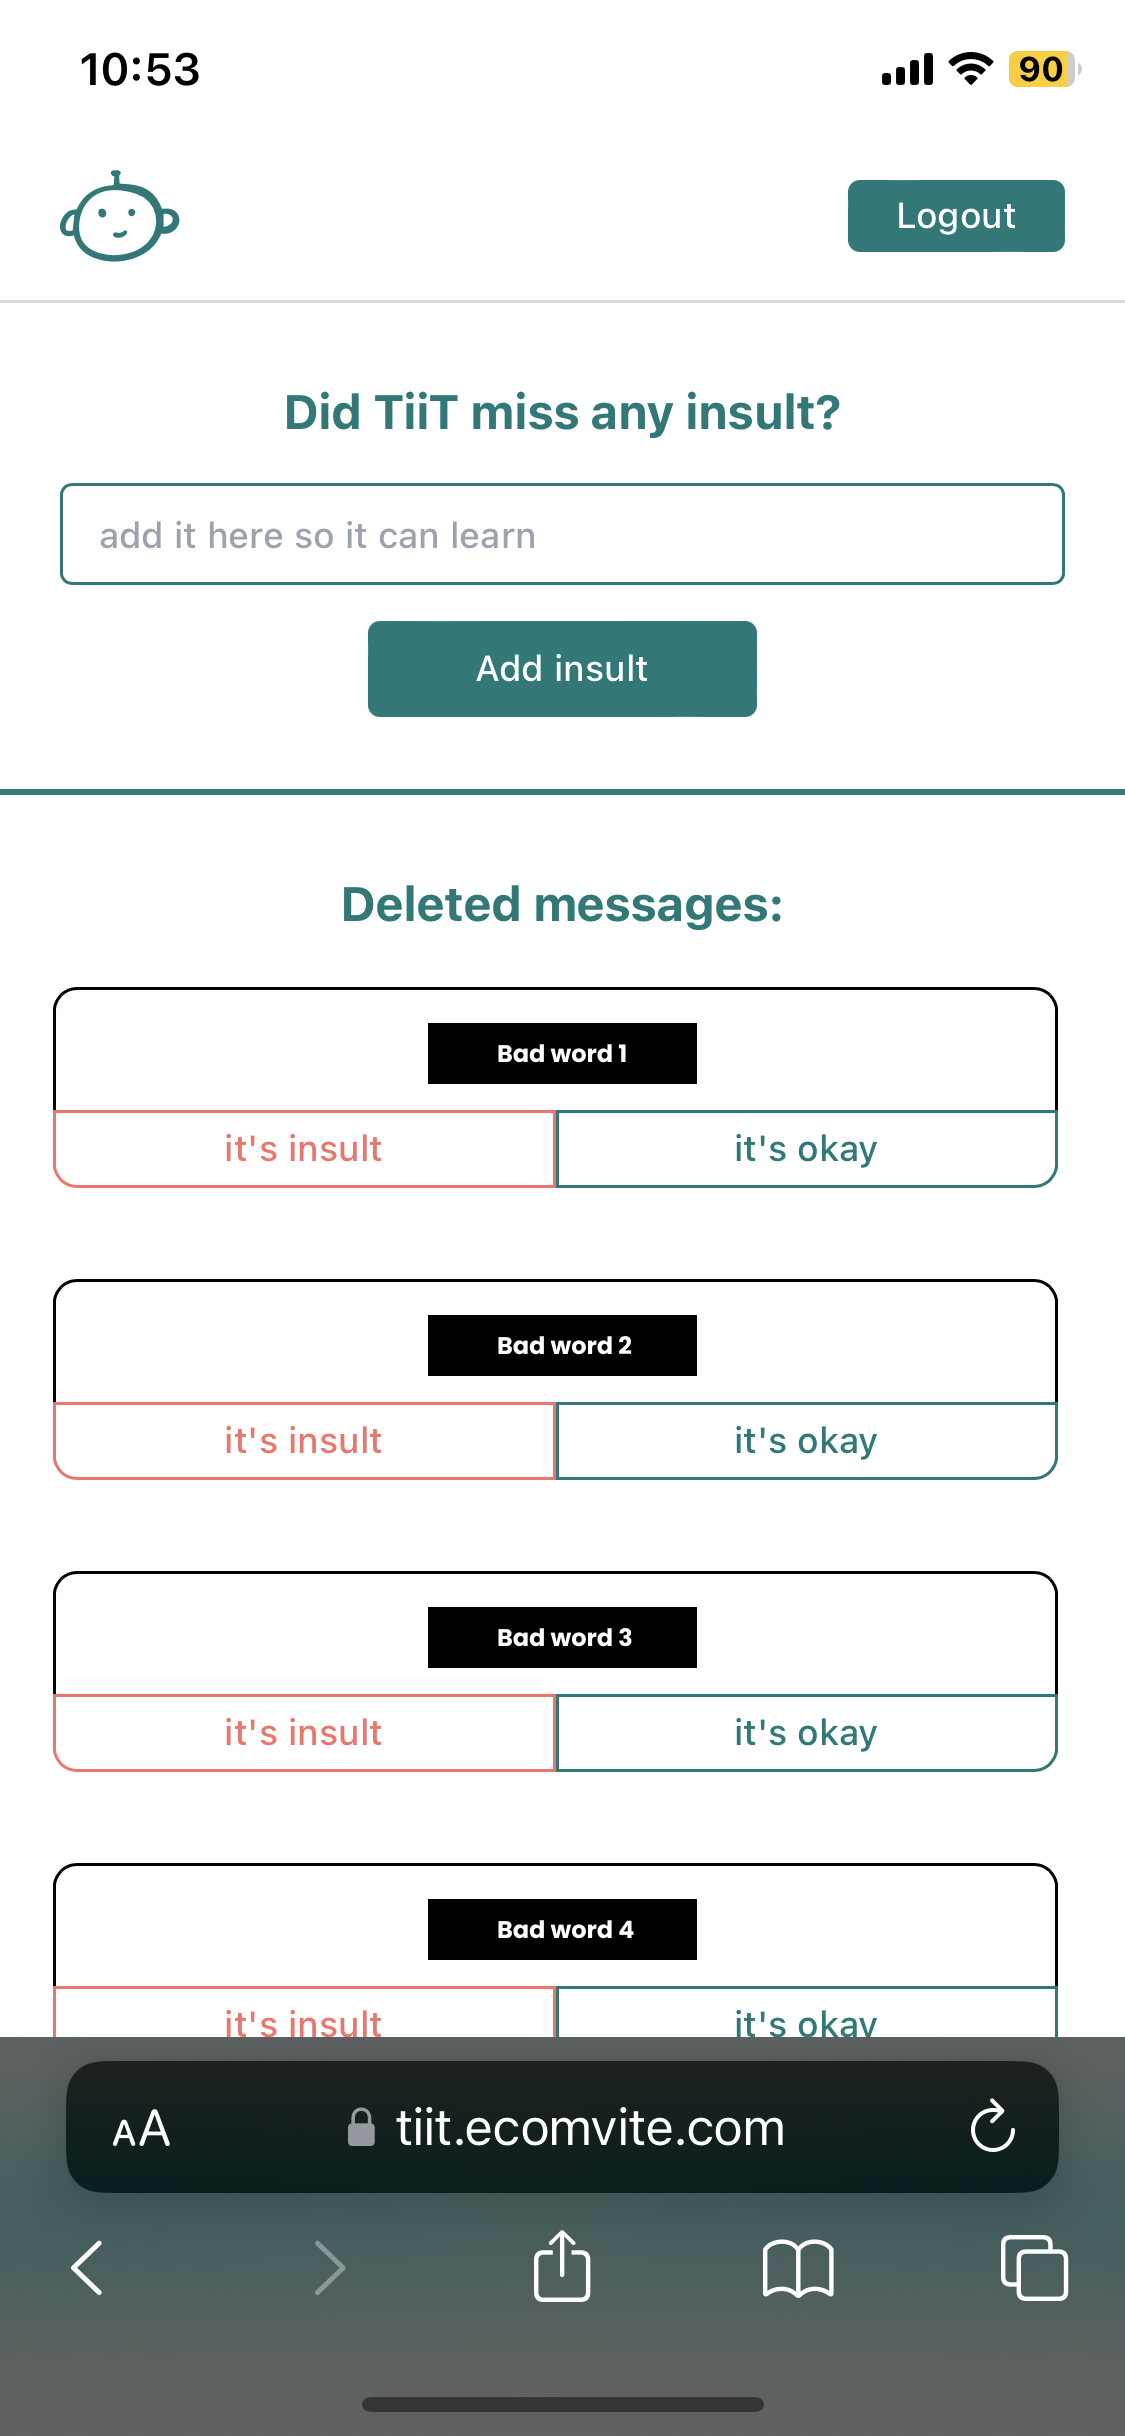 10:53
90
Logout
Did TiiT miss any insult?
add it here so it can learn
Add insult
Deleted messages:
Bad word 1
it's insult it's okay
Bad word 2
it's insult it's okay
Bad word 3
it's insult it's okay
Bad word 4
it's insult it's okay
AA tiit.ecomvite.com